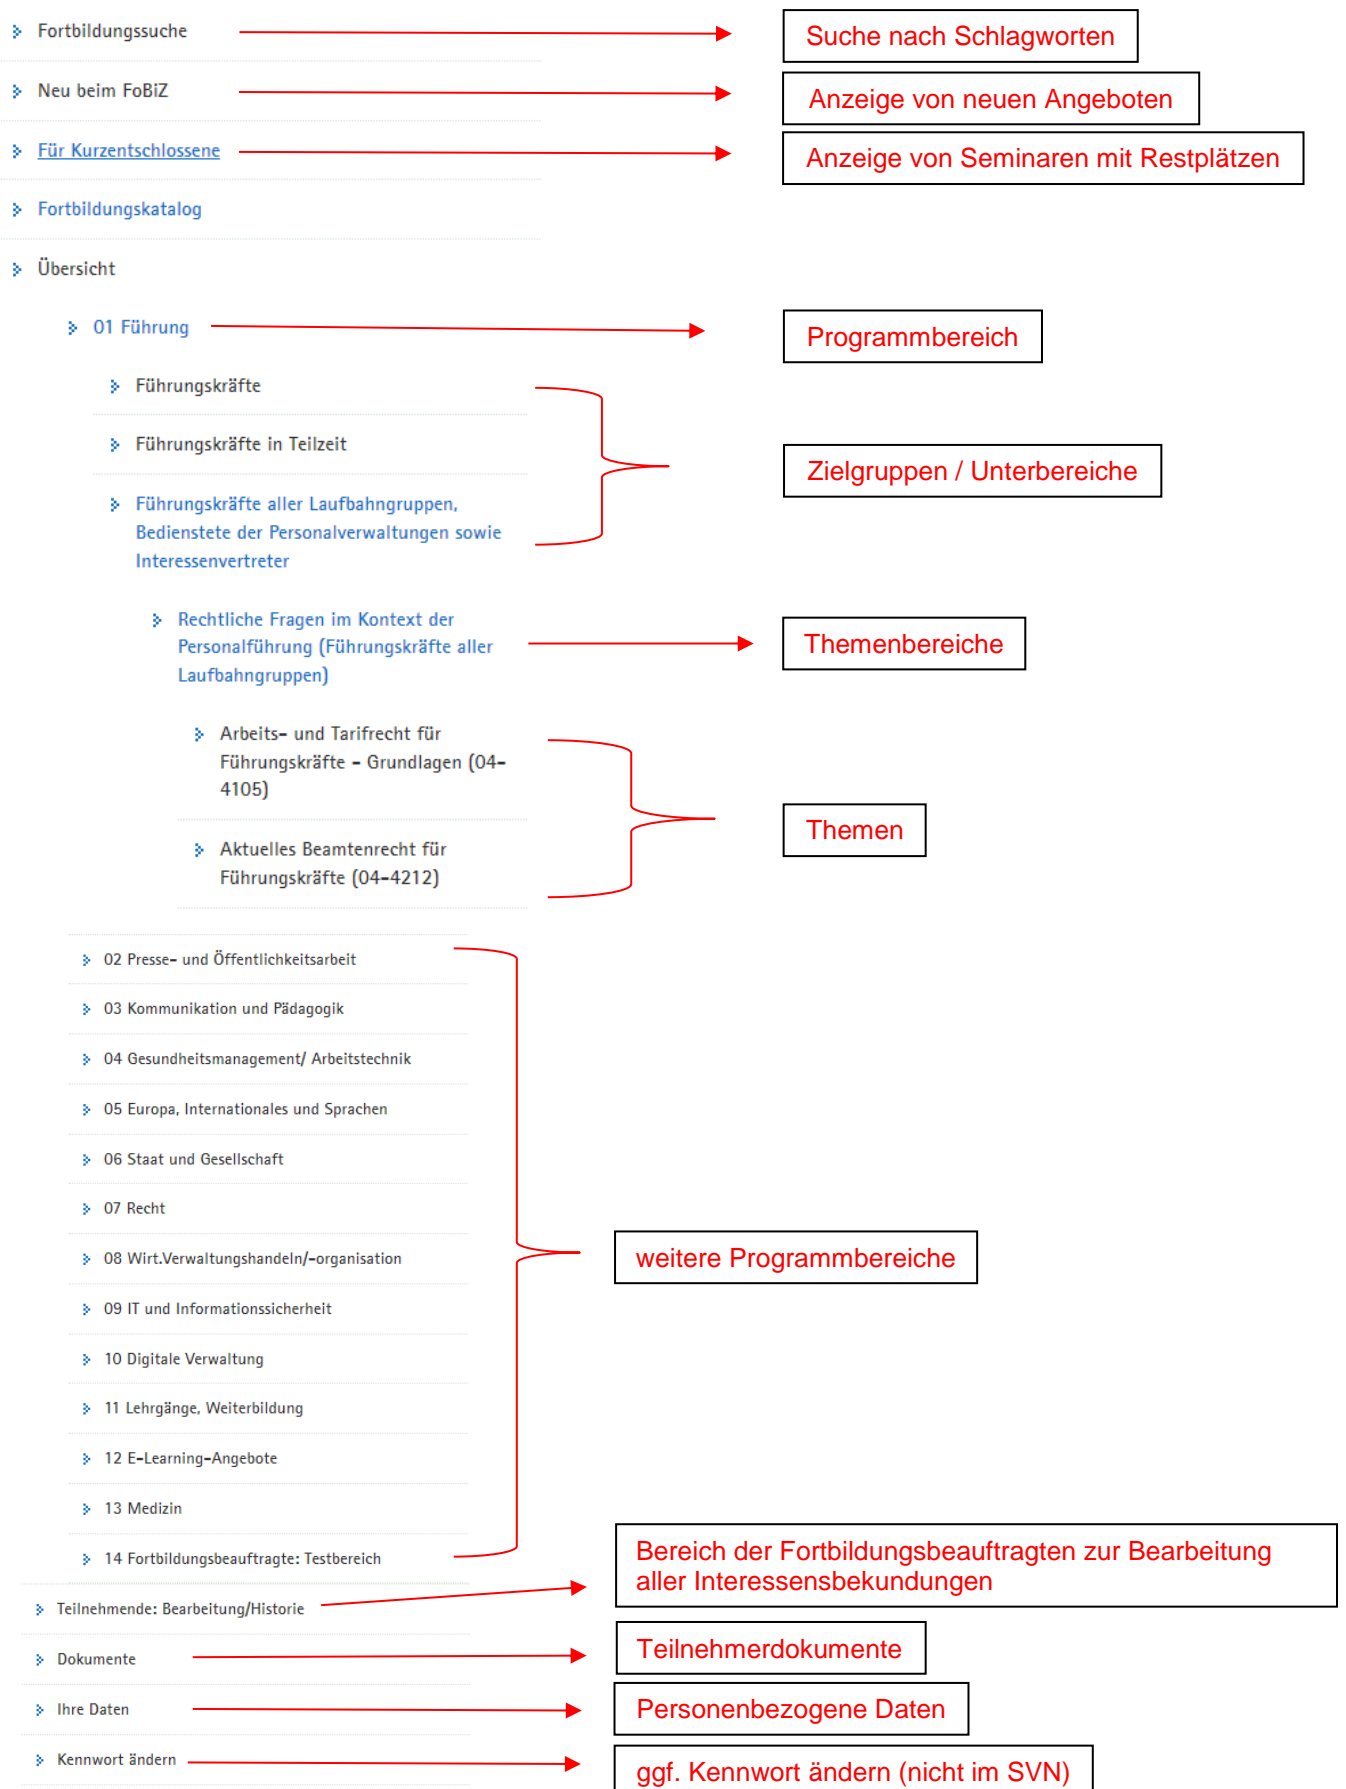 Fortbildungssuche
Suche nach Schlagworten
Neu beim FoBiZ
Anzeige von neuen Angeboten
Für Kurzentschlossene
Anzeige von Seminaren mit Restplätzen
Fortbildungskatalog
Übersicht
01 Führung
Programmbereich
Führungskräfte
Führungskräfte in Teilzeit
Zielgruppen / Unterbereiche
Führungskräfte aller Laufbahngruppen,
Bedienstete der Personalverwaltungen sowie
Interessenvertreter
Rechtliche Fragen im Kontext der
Personalführung (Führungskräfte aller
Laufbahngruppen)
Themenbereiche
Arbeits- und Tarifrecht für
Führungskräfte - Grundlagen (04-
4105)
Themen
Aktuelles Beamtenrecht für
Führungskräfte (04-4212)
02 Presse- und Öffentlichkeitsarbeit
03 Kommunikation und Pädagogik
04 Gesundheitsmanagement/ Arbeitstechnik
05 Europa, Internationales und Sprachen
06 Staat und Gesellschaft
07 Recht
08 Wirt.Verwaltungshandeln/-organisation
weitere Programmbereiche
09 IT und Informationssicherheit
10 Digitale Verwaltung
11 Lehrgänge, Weiterbildung
12 E-Learning-Angebote
13 Medizin
14 Fortbildungsbeauftragte: Testbereich
Bereich der Fortbildungsbeauftragten zur Bearbeitung
aller Interessensbekundungen
Teilnehmende: Bearbeitung/Historie
Dokumente
Teilnehmerdokumente
Ihre Daten
Personenbezogene Daten
Kennwort ändern
ggf. Kennwort ändern (nicht im SVN)